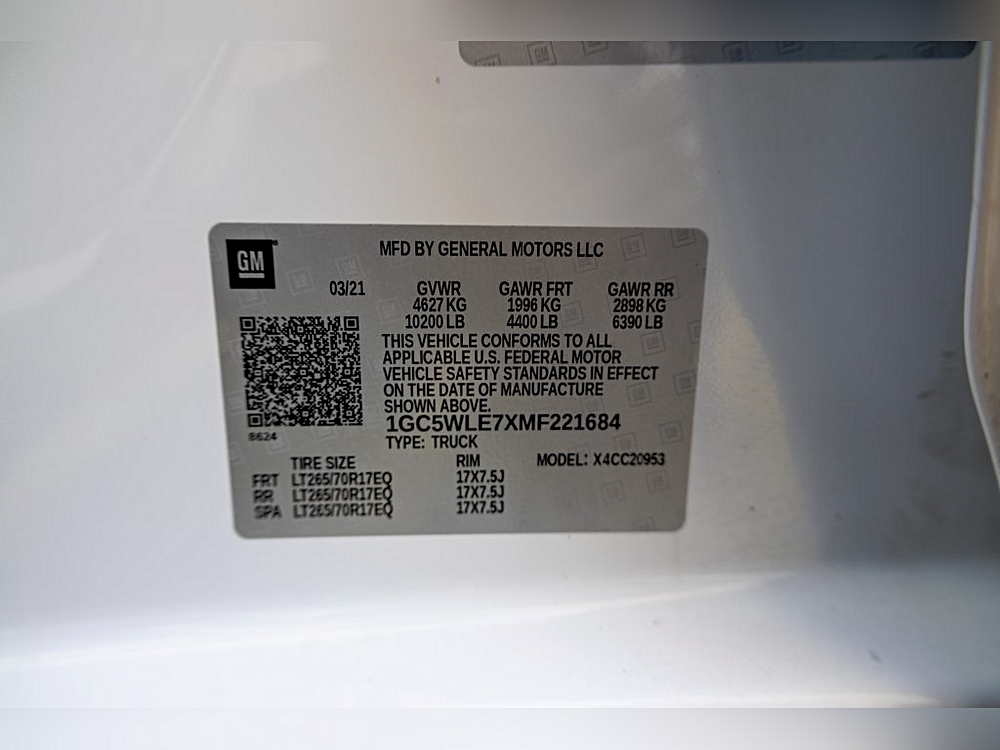 GM
MFD BY GENERAL MOTORS LLC
03/21 GVWR GAWR FRT GAWR RR
4627 KG 1996 KG 2898 KG
10200 LB 4400 LB 6390 LB
THIS VEHICLE CONFORMS TO ALL
APPLICABLE U.S. FEDERAL MOTOR
VEHICLE SAFETY STANDARDS IN EFFECT
ON THE DATE OF MANUFACTURE
SHOWN ABOVE.
1GC5WLE7XMF221684
8624
TYPE: TRUCK
TIRE SIZE RIM MODEL: X4CC20953
FRT LT265/70R17EQ 17X7.5J
RR LT265/70R17EQ 17X7.5J
SPA LT265/70R17EQ 17X7.5J